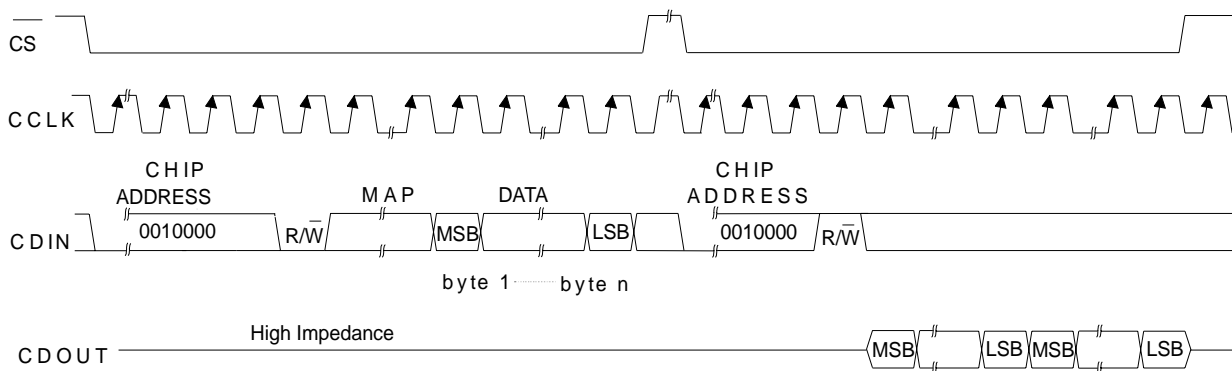 CS
CCLK
CHIP
ADDRESS
MAP
DATA
CHIP
ADDRESS
CDIN
0010000
R/W
MSB
LSB
0010000
R/W
byte 1
byte n
High Impedance
CDOUT
MSB
LSB
MSB
LSB